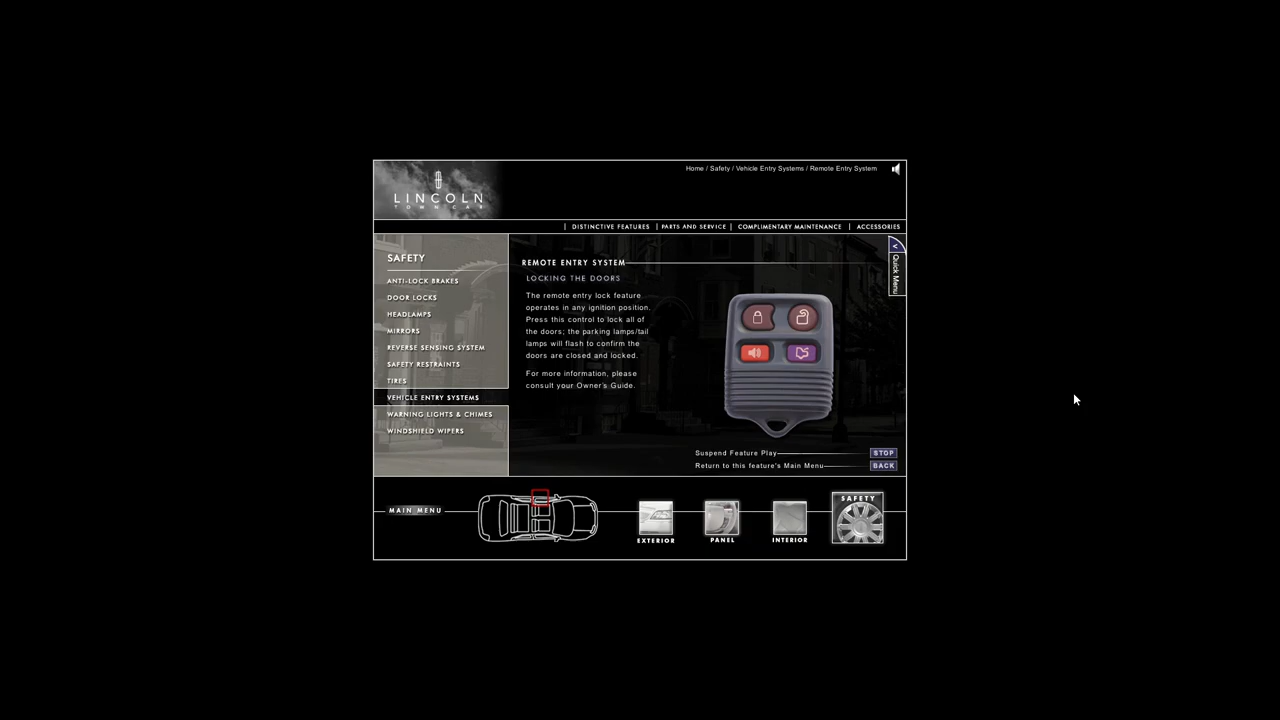 Home / Safety / Vehicle Entry Systems / Remote Entry System
LINCOLN
TOWN CAR
DISTINCTIVE FEATURES | PARTS AND SERVICE | COMPLIMENTARY MAINTENANCE | ACCESSORIES
SAFETY
ANTI-LOCK BRAKES
DOOR LOCKS
HEADLAMPS
MIRRORS
REVERSE SENSING SYSTEM
SAFETY RESTRAINTS
TIRES
VEHICLE ENTRY SYSTEMS
WARNING LIGHTS & CHIMES
WINDSHIELD WIPERS
REMOTE ENTRY SYSTEM
LOCKING THE DOORS
The remote entry lock feature
operates in any ignition position.
Press this control to lock all of
the doors; the parking lamps/tail
lamps will flash to confirm the
doors are closed and locked.
For more information, please
consult your Owner's Guide.
Quick Menu
Suspend Feature Play STOP
Return to this feature's Main Menu BACK
MAIN MENU
EXTERIOR
PANEL
INTERIOR
SAFETY